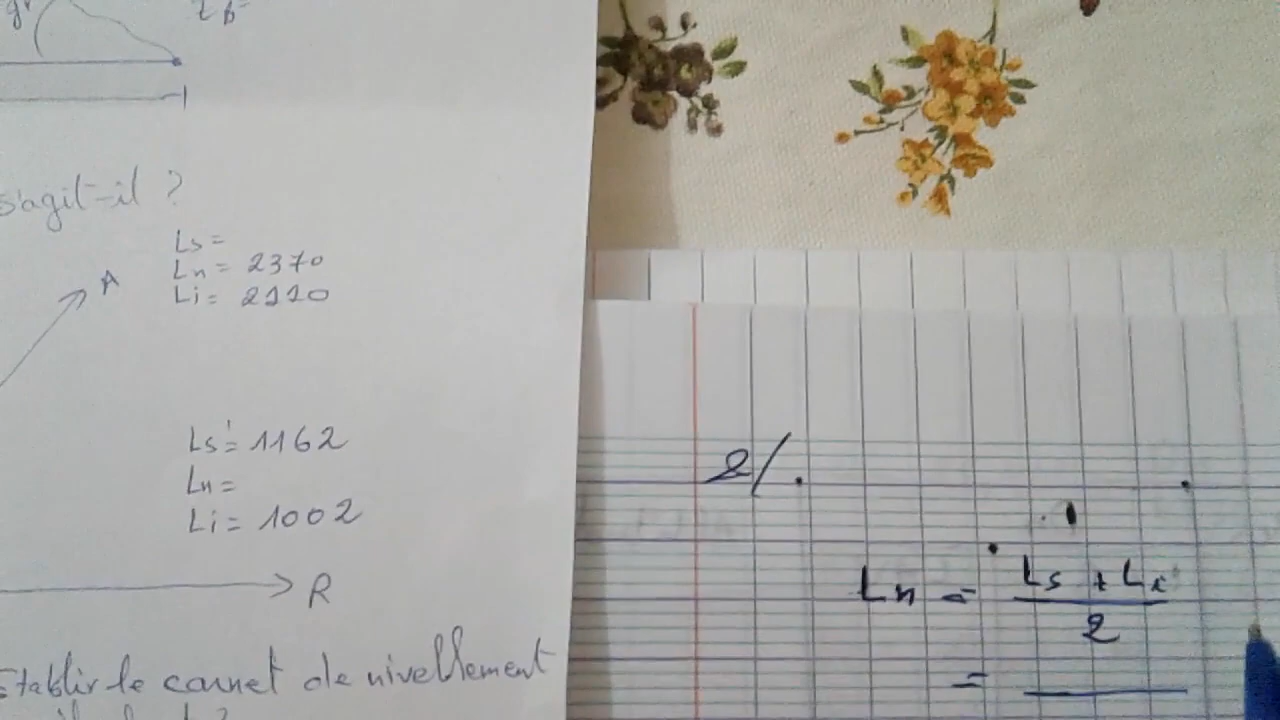 s'agit-il ?
Ls =
Ln = 2370
Li = 2110
A
Ls = 1162
Ln =
Li = 1002
R
Etablir le carnet de nivellement
2/.
Ln = Ls + Li
2
=